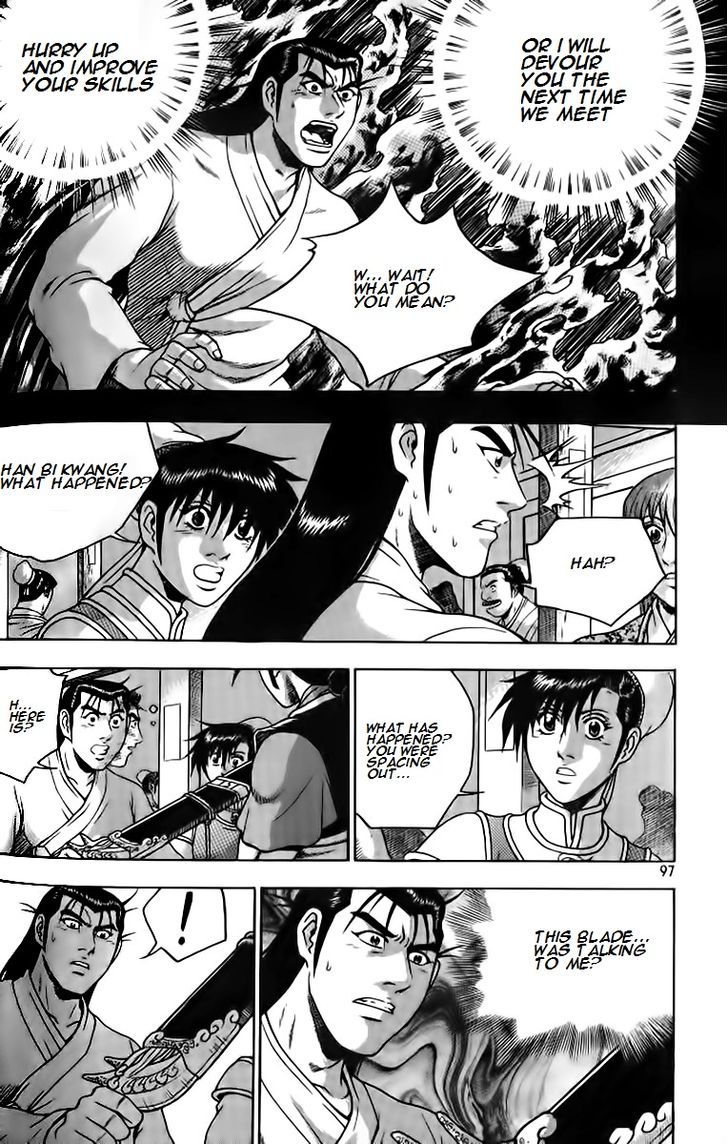 HURRY UP
AND IMPROVE
YOUR SKILLS
OR I WILL
DEVOUR
YOU THE
NEXT TIME
WE MEET
W... WAIT!
WHAT DO
YOU MEAN?
HAN BI KWANG!
WHAT HAPPENED?
HAH?
H...
HERE
IS?
WHAT HAS
HAPPENED?
YOU WERE
SPACING
OUT...
97
!
THIS BLADE...
WAS TALKING
TO ME?